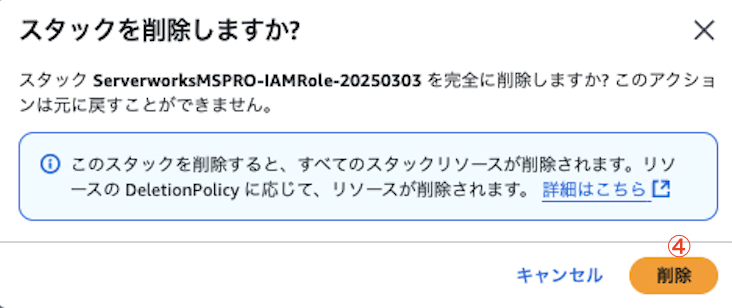 スタックを削除しますか?
スタック ServerworksMSPRO-IAMRole-20250303 を完全に削除しますか? このアクショ
ンは元に戻すことができません。
このスタックを削除すると、すべてのスタックリソースが削除されます。リソ
ースの DeletionPolicy に応じて、リソースが削除されます。 詳細はこちら
④
キャンセル 削除